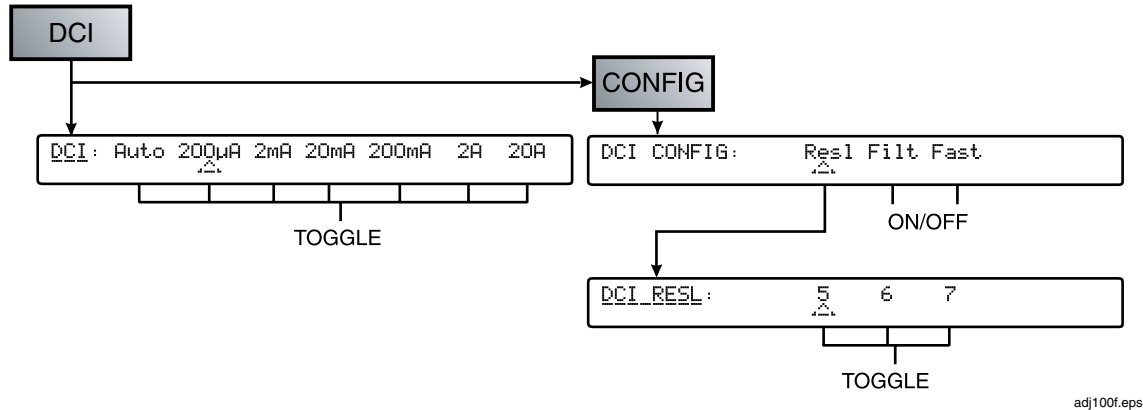 DCI
CONFIG
DCI: Auto 200µA 2mA 20mA 200mA 2A 20A
DCI CONFIG: Resl Filt Fast
TOGGLE
ON/OFF
DCI RESL: 5 6 7
TOGGLE
adj100f.eps